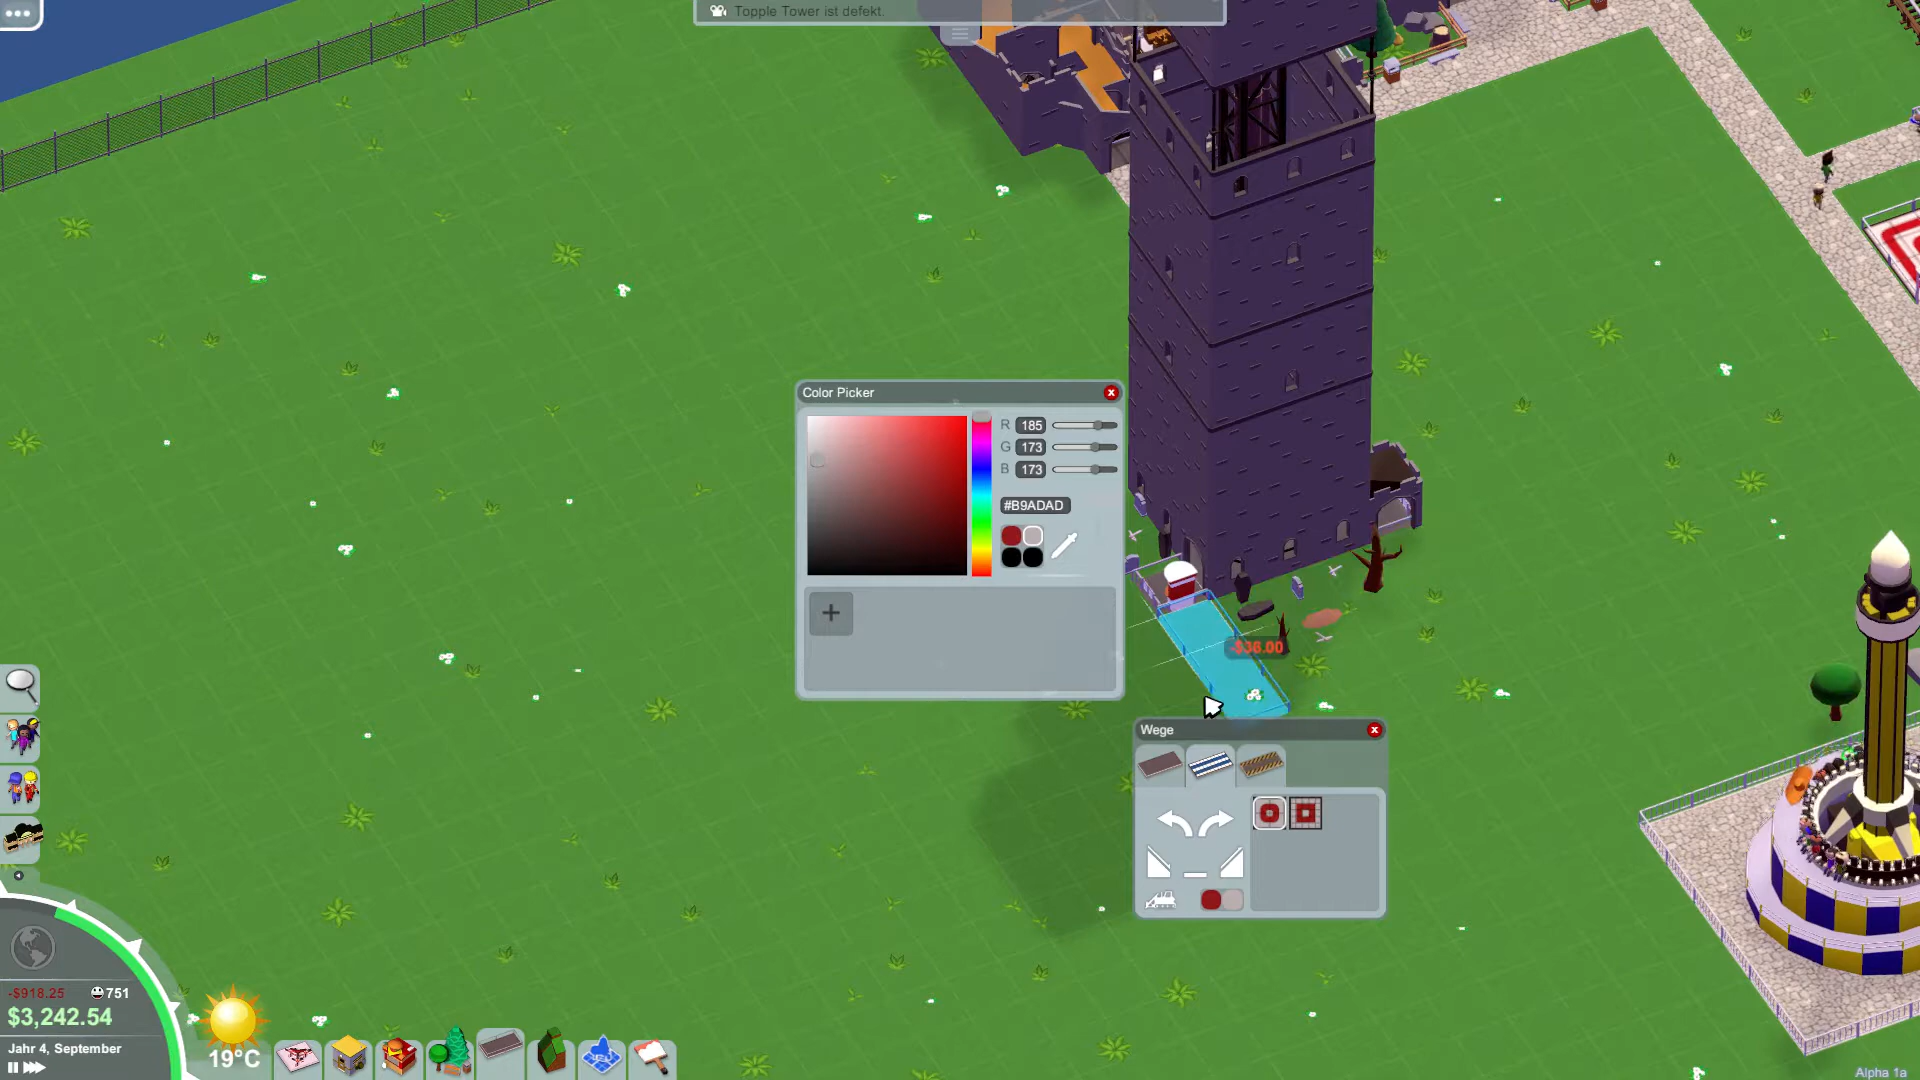 Topple Tower ist defekt.
Color Picker
R 185
G 173
B 173
#B9ADAD
-$36.00
Wege
-$918.25
751
$3,242.54
Jahr 4, September
19°C
Alpha 1a